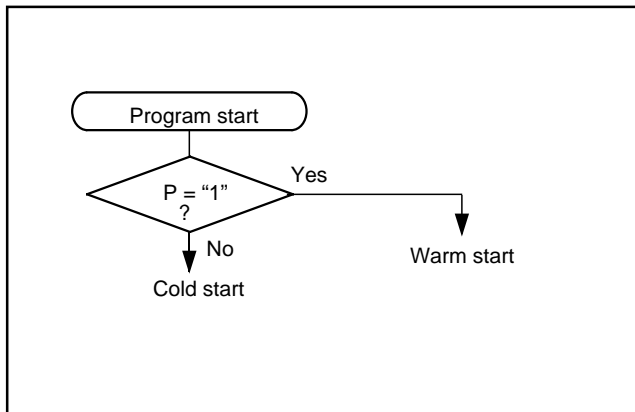 Program start
Yes
P = “1”
?
No
Warm start
Cold start